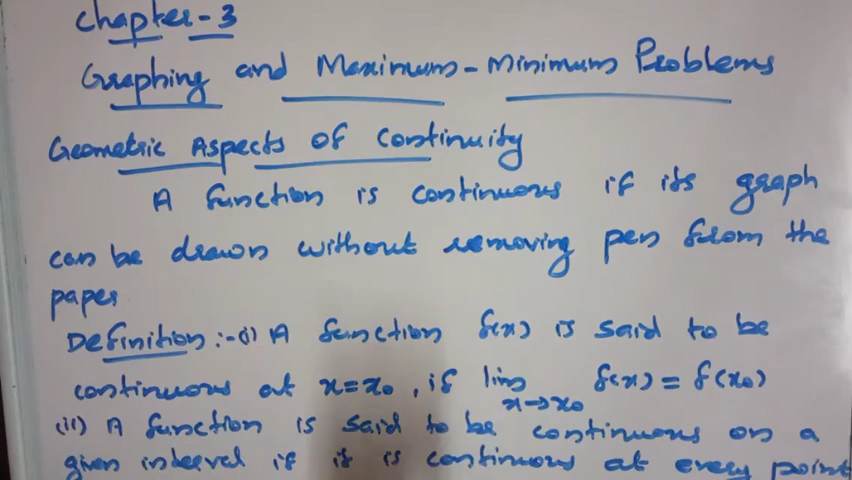 Chapter-3
Graphing and Maximum-Minimum Problems
Geometric Aspects of Continuity
A function is continuous if its graph
can be drawn without removing pen from the
paper
Definition:-(i) A function f(x) is said to be
continuous at x=x₀, if lim x→x₀ f(x) = f(x₀)
(ii) A function is said to be continuous on a
given interval if it is continuous at every point